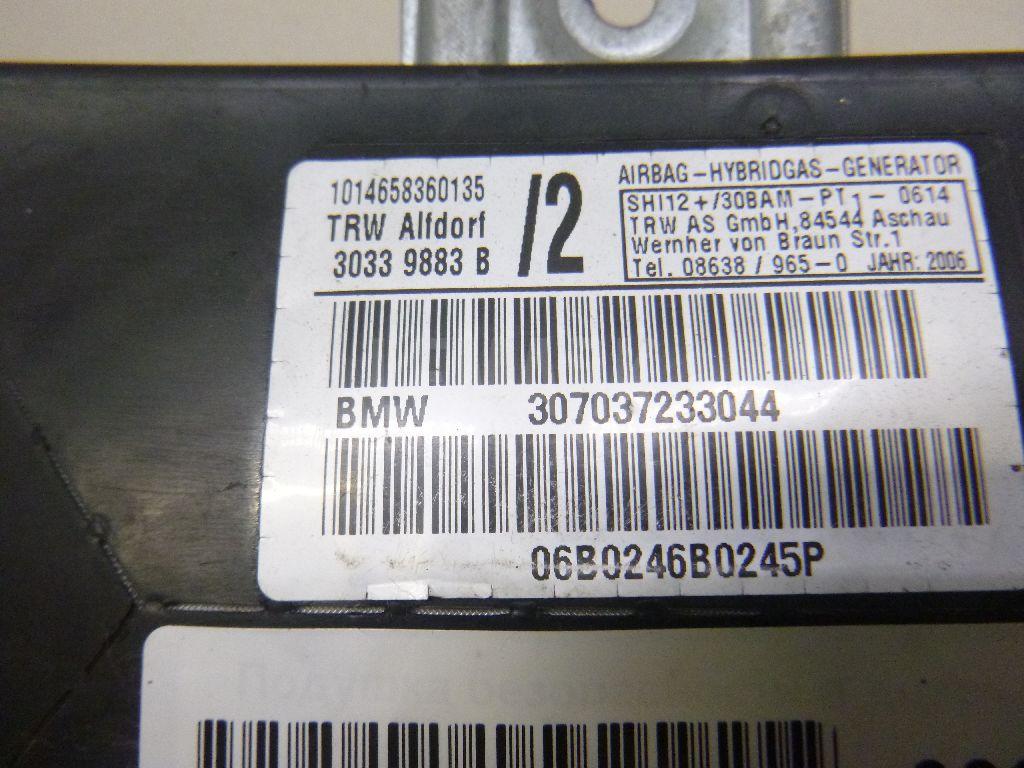 1014658360135
TRW Alfdorf
3033 9883 B
/2
AIRBAG-HYBRIDGAS-GENERATOR
SHI12+/30BAM-PT1-0614
TRW AS GmbH,84544 Aschau
Wernher von Braun Str.1
Tel. 08638 / 965-0 JAHR: 2006
BMW 307037233044
06B0246B0245P
Подушка